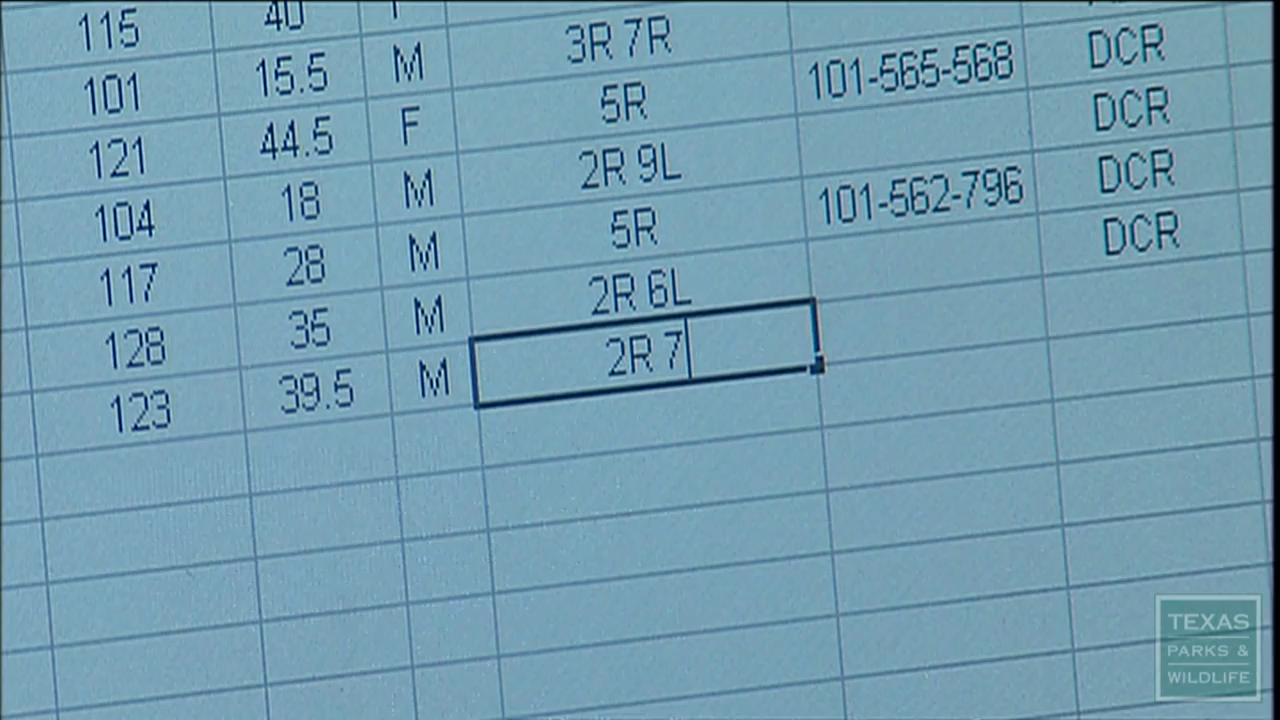 115 40
101 15.5 M 3R 7R
121 44.5 F 5R 101-565-568 DCR
104 18 M 2R 9L DCR
117 28 M 5R 101-562-796 DCR
128 35 M 2R 6L DCR
123 39.5 M 2R 7
TEXAS
PARKS &
WILDLIFE